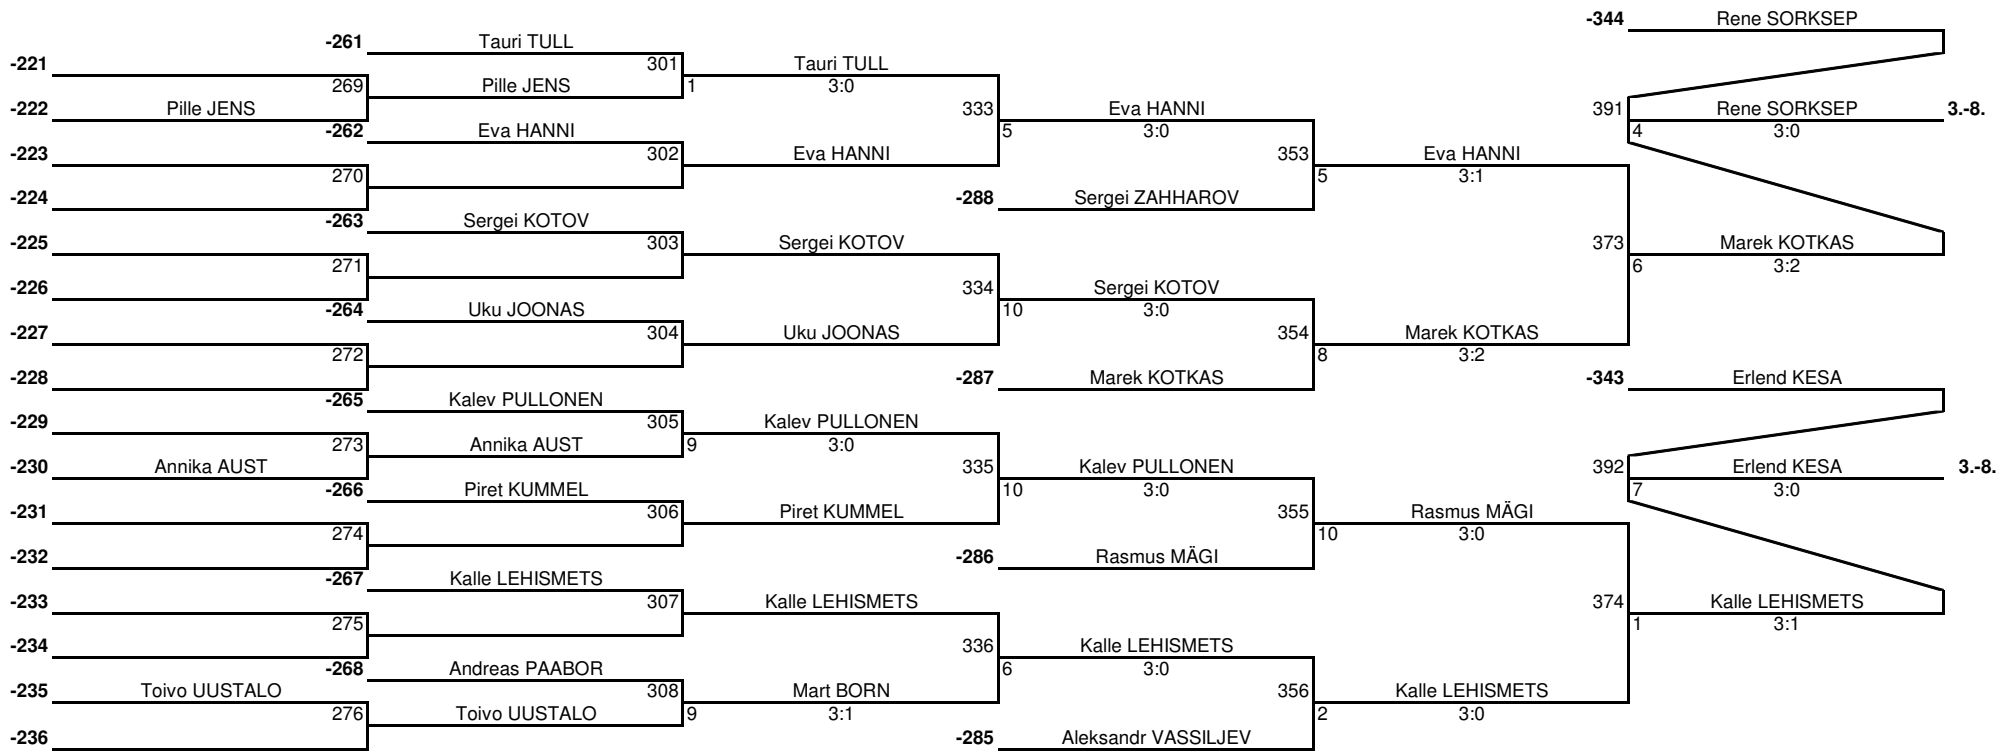 -344 Rene SORKSEP
-261 Tauri TULL
-221 301 Tauri TULL
269 Pille JENS 1 3:0
-222 Pille JENS 333 Eva HANNI 391 Rene SORKSEP 3.-8.
-262 Eva HANNI 5 3:0 4 3:0
-223 302 Eva HANNI 353 Eva HANNI
270 5 3:1
-224 -288 Sergei ZAHHAROV
-263 Sergei KOTOV
-225 303 Sergei KOTOV 373 Marek KOTKAS
271 6 3:2
-226 334 Sergei KOTOV
-264 Uku JOONAS 10 3:0
-227 304 Uku JOONAS 354 Marek KOTKAS
272 8 3:2
-228 -287 Marek KOTKAS -343 Erlend KESA
-265 Kalev PULLONEN
-229 305 Kalev PULLONEN
273 Annika AUST 9 3:0
-230 Annika AUST 335 Kalev PULLONEN 392 Erlend KESA 3.-8.
-266 Piret KUMMEL 10 3:0 7 3:0
-231 306 Piret KUMMEL 355 Rasmus MÄGI
274 10 3:0
-232 -286 Rasmus MÄGI
-267 Kalle LEHISMETS
-233 307 Kalle LEHISMETS 374 Kalle LEHISMETS
275 1 3:1
-234 336 Kalle LEHISMETS
-268 Andreas PAABOR 6 3:0
-235 Toivo UUSTALO 308 Mart BORN 356 Kalle LEHISMETS
276 Toivo UUSTALO 9 3:1 2 3:0
-236 -285 Aleksandr VASSILJEV